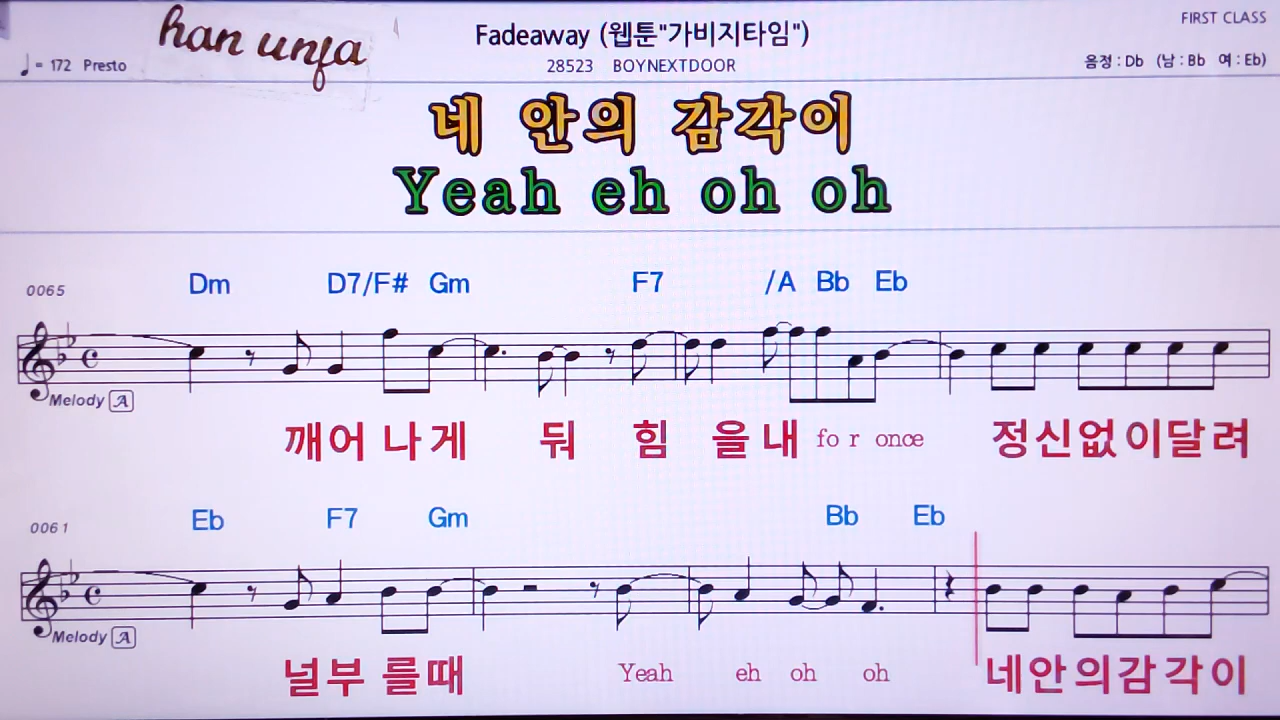 han unfa
Fadeaway (웹툰"가비지타임")
FIRST CLASS
♩= 172 Presto
28523 BOYNEXTDOOR
음정 : Db (남 : Bb 여 : Eb)
네 안의 감각이
Yeah eh oh oh
0065
Dm D7/F# Gm F7 /A Bb Eb
Melody A
깨어 나 게 둬 힘 을 내 fo r once 정신없이달려
0061
Eb F7 Gm Bb Eb
Melody A
널부 를때 Yeah eh oh oh 네안의감각이